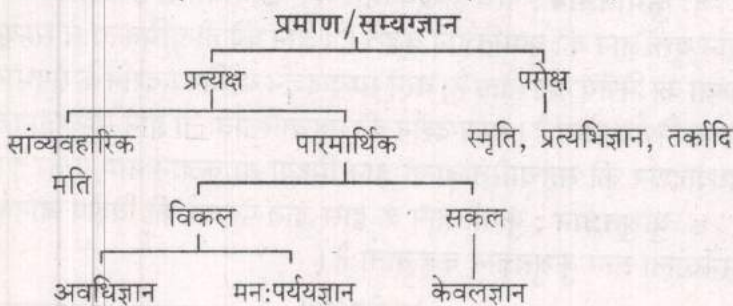 प्रमाण/सम्यग्ज्ञान
प्रत्यक्ष परोक्ष
सांव्यवहारिक पारमार्थिक स्मृति, प्रत्यभिज्ञान, तर्कादि
मति
विकल सकल
अवधिज्ञान मन:पर्ययज्ञान केवलज्ञान